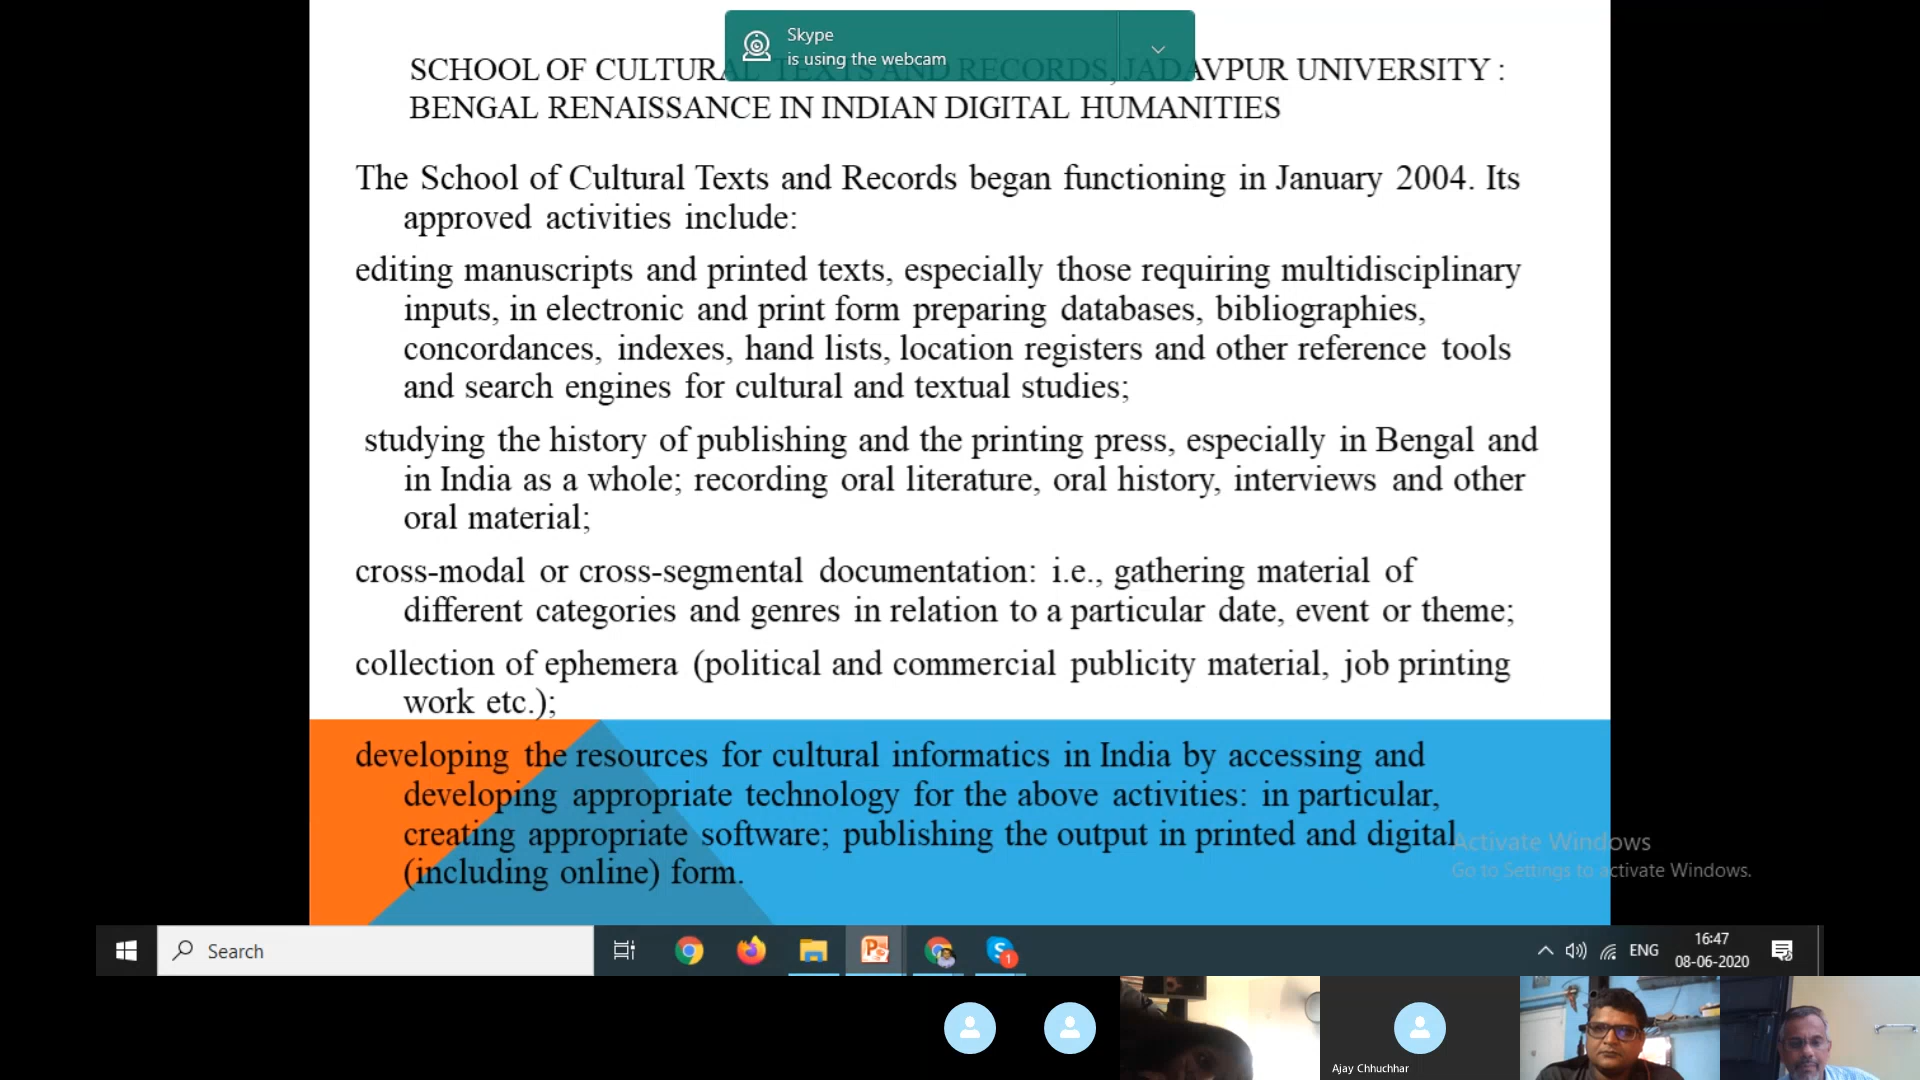 Skype
is using the webcam
SCHOOL OF CULTURAL TEXTS AND RECORDS, JADAVPUR UNIVERSITY :
BENGAL RENAISSANCE IN INDIAN DIGITAL HUMANITIES
The School of Cultural Texts and Records began functioning in January 2004. Its
approved activities include:
editing manuscripts and printed texts, especially those requiring multidisciplinary
inputs, in electronic and print form preparing databases, bibliographies,
concordances, indexes, hand lists, location registers and other reference tools
and search engines for cultural and textual studies;
studying the history of publishing and the printing press, especially in Bengal and
in India as a whole; recording oral literature, oral history, interviews and other
oral material;
cross-modal or cross-segmental documentation: i.e., gathering material of
different categories and genres in relation to a particular date, event or theme;
collection of ephemera (political and commercial publicity material, job printing
work etc.);
developing the resources for cultural informatics in India by accessing and
developing appropriate technology for the above activities: in particular,
creating appropriate software; publishing the output in printed and digital
(including online) form.
Activate Windows
Go to Settings to activate Windows.
Search
ENG
16:47
08-06-2020
1
Ajay Chhuchhar